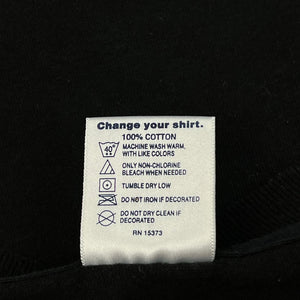 Change your shirt.
100% COTTON
40°
MACHINE WASH WARM,
WITH LIKE COLORS
ONLY NON-CHLORINE
BLEACH WHEN NEEDED
TUMBLE DRY LOW
DO NOT IRON IF DECORATED
DO NOT DRY CLEAN IF
DECORATED
RN 15373